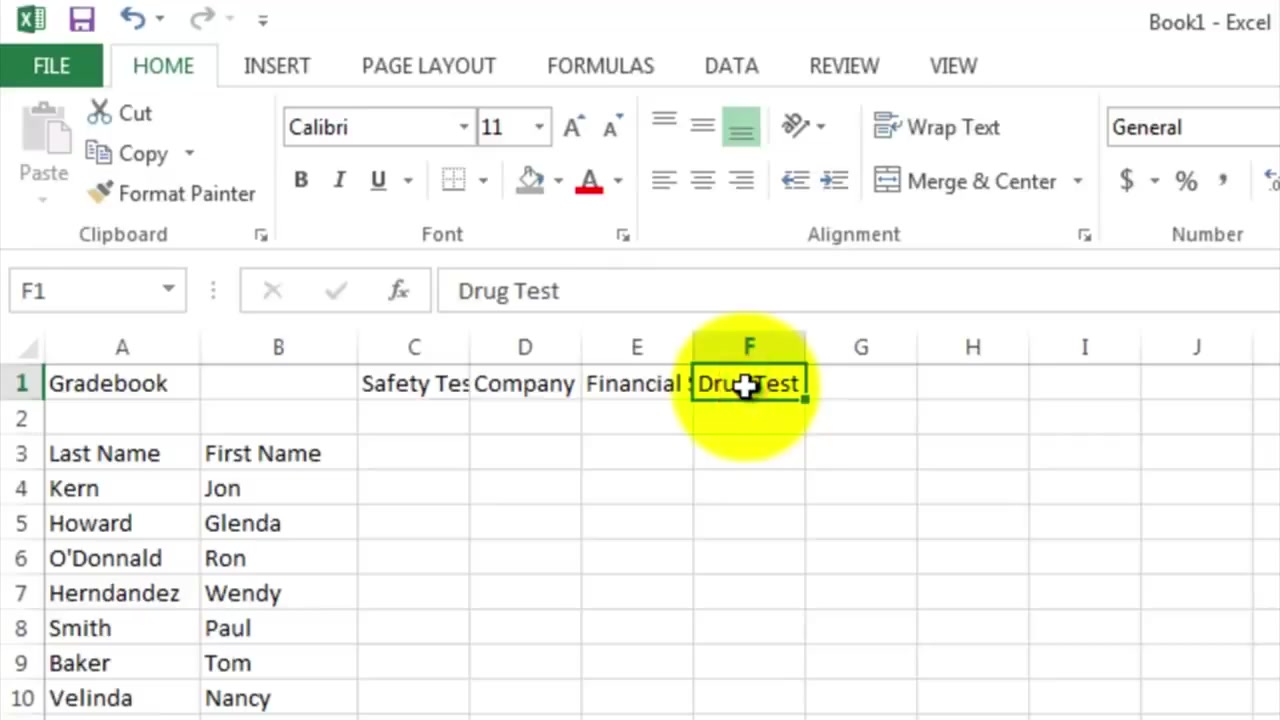 Book1 - Excel
FILE HOME INSERT PAGE LAYOUT FORMULAS DATA REVIEW VIEW
Cut
Copy
Paste
Format Painter
Calibri 11
B I U A
Wrap Text
Merge & Center
General
$ % ,
Clipboard Font Alignment Number
F1 fx Drug Test
A B C D E F G H I J
1 Gradebook Safety Tes Company Financial Drug Test
2
3 Last Name First Name
4 Kern Jon
5 Howard Glenda
6 O'Donnald Ron
7 Herndandez Wendy
8 Smith Paul
9 Baker Tom
10 Velinda Nancy